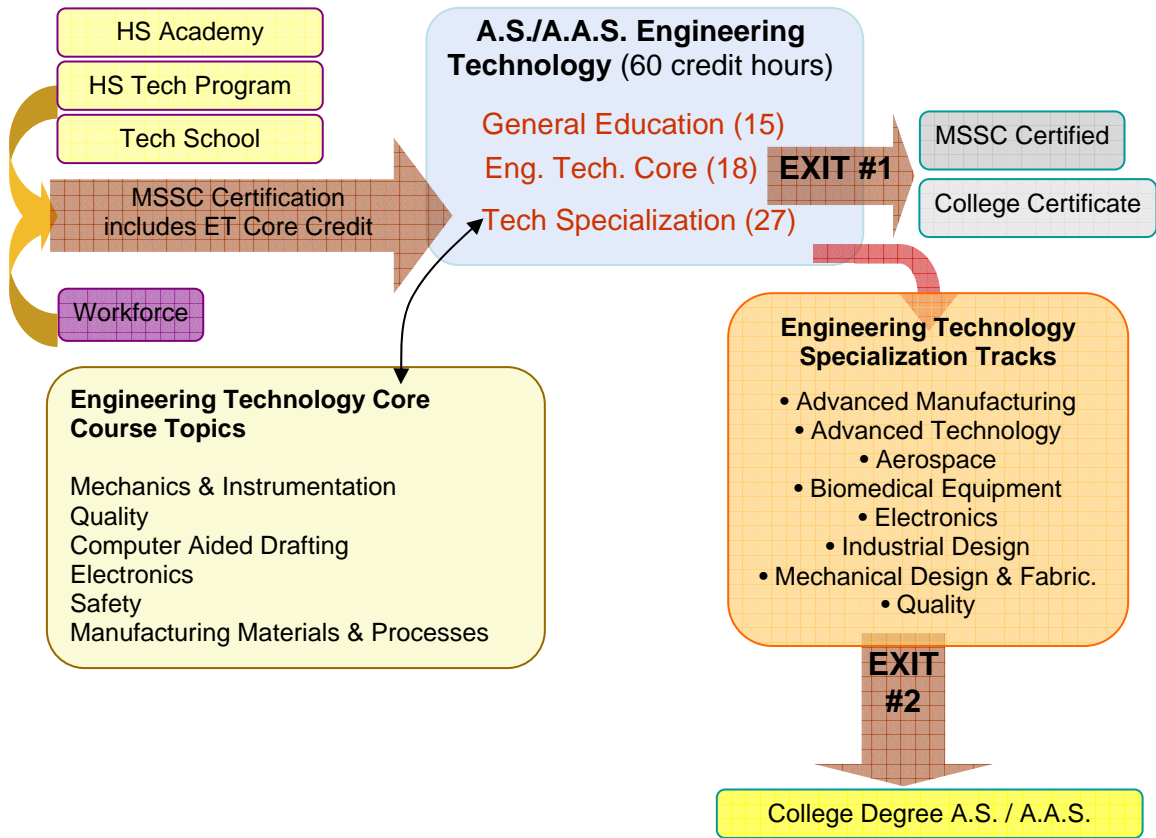 HS Academy
HS Tech Program
Tech School
MSSC Certification
includes ET Core Credit
Workforce
A.S./A.A.S. Engineering
Technology (60 credit hours)
General Education (15)
Eng. Tech. Core (18)
Tech Specialization (27)
EXIT #1
MSSC Certified
College Certificate
Engineering Technology Core
Course Topics
Mechanics & Instrumentation
Quality
Computer Aided Drafting
Electronics
Safety
Manufacturing Materials & Processes
Engineering Technology
Specialization Tracks
• Advanced Manufacturing
• Advanced Technology
• Aerospace
• Biomedical Equipment
• Electronics
• Industrial Design
• Mechanical Design & Fabric.
• Quality
EXIT
#2
College Degree A.S. / A.A.S.